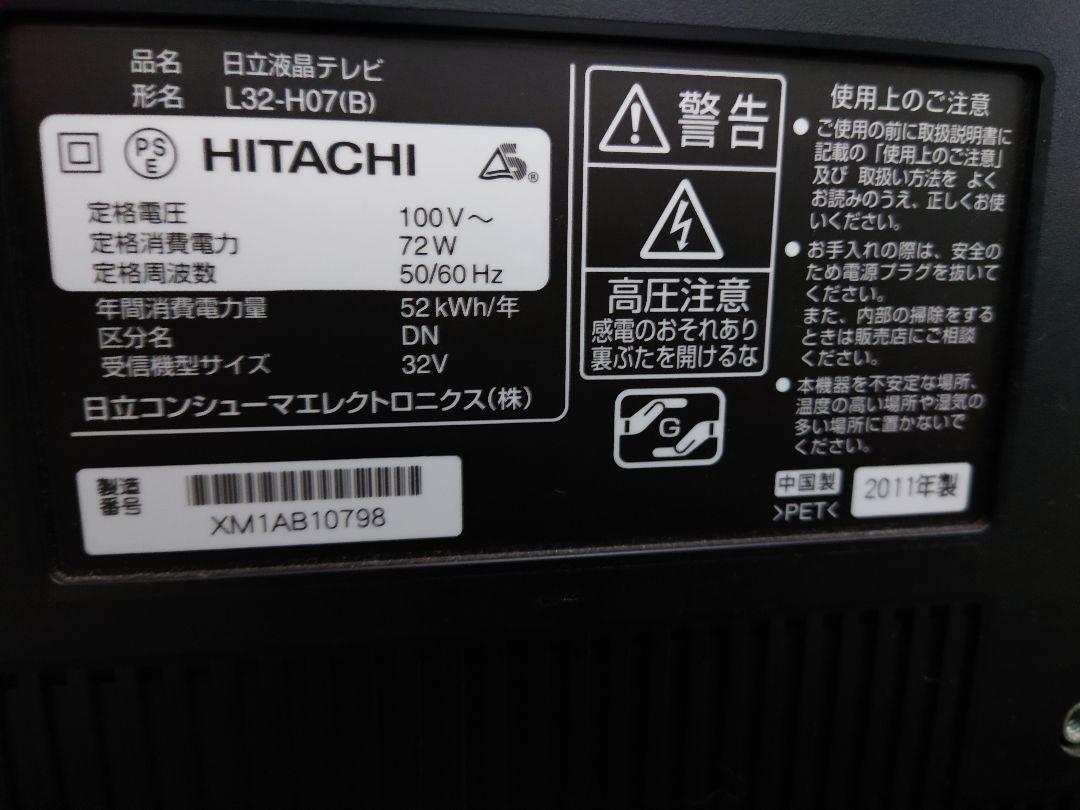 品名 日立液晶テレビ
形名 L32-H07(B)
PS
E
HITACHI
S®
定格電圧 100V～
定格消費電力 72W
定格周波数 50/60Hz
年間消費電力量 52kWh/年
区分名 DN
受信機型サイズ 32V
日立コンシューマエレクトロニクス(株)
製造
番号
XM1AB10798
警告
高圧注意
感電のおそれあり
裏ぶたを開けるな
G
使用上のご注意
● ご使用の前に取扱説明書に
記載の「使用上のご注意」
及び 取扱い方法を よく
お読みのうえ、正しくお使
いください。
● お手入れの際は、安全の
ため電源プラグを抜いて
ください。
また、内部の掃除をする
ときは販売店にご相談
ください。
● 本機器を不安定な場所、
温度の高い場所や湿気の
多い場所に置かないで
ください。
中国製
>PET<
2011年製